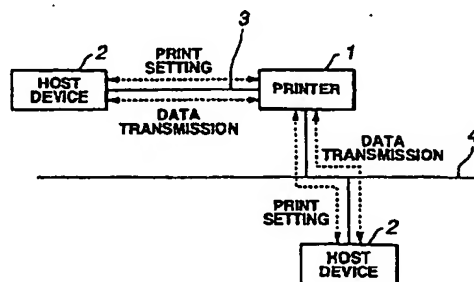 3
2
1
PRINT
SETTING
HOST
DEVICE
PRINTER
DATA
TRANSMISSION
DATA
TRANSMISSION
4
PRINT
SETTING
2
HOST
DEVICE